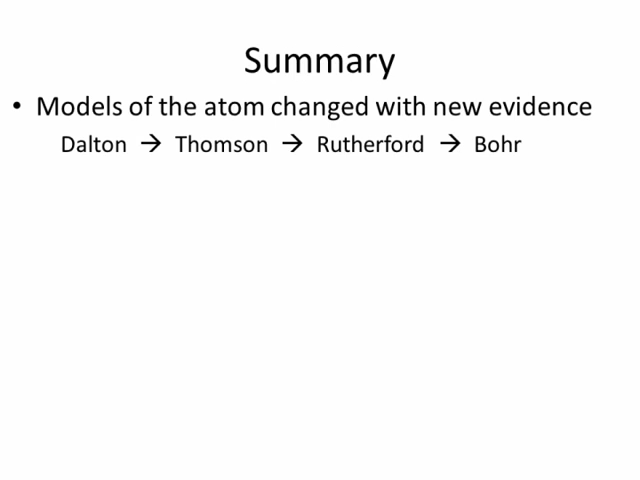 Summary
• Models of the atom changed with new evidence
Dalton → Thomson → Rutherford → Bohr